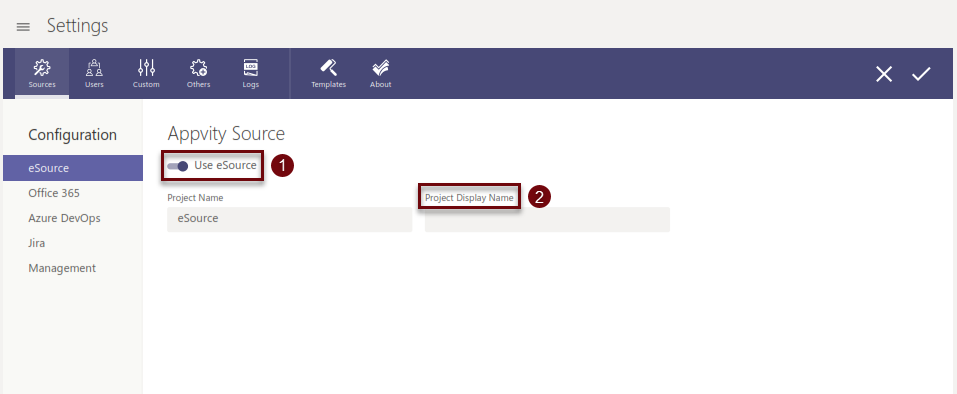 Settings
LOG
Sources Users Custom Others Logs Templates About
Configuration
eSource
Office 365
Azure DevOps
Jira
Management
Appvity Source
Use eSource 1
Project Name Project Display Name 2
eSource